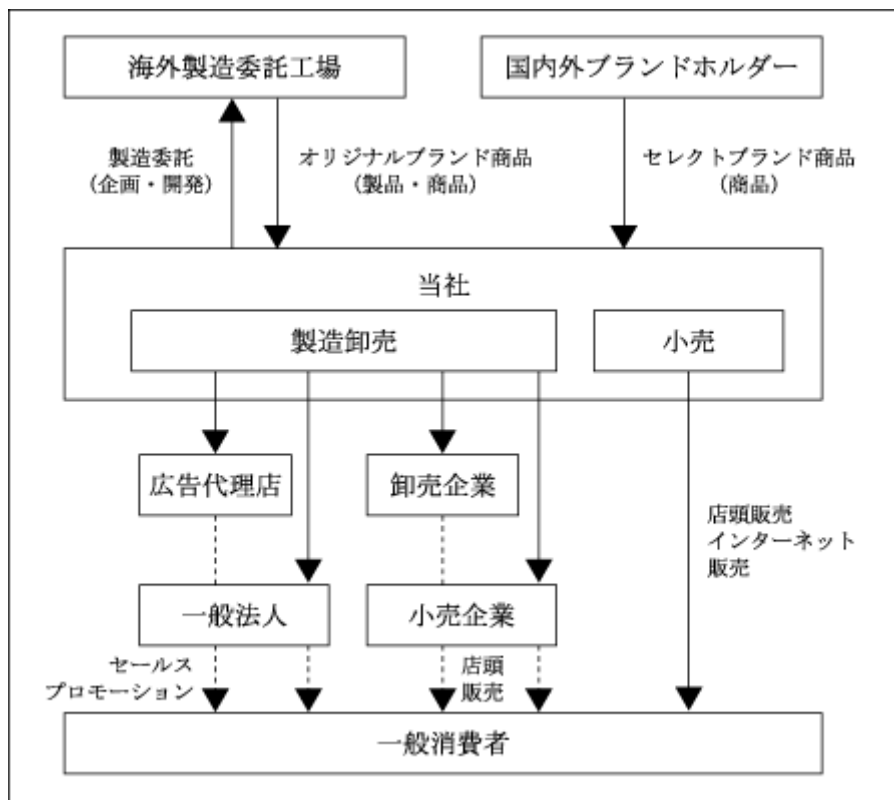 海外製造委託工場
国内外ブランドホルダー
製造委託
（企画・開発）
オリジナルブランド商品
（製品・商品）
セレクトブランド商品
（商品）
当社
製造卸売
小売
広告代理店
卸売企業
店頭販売
インターネット
販売
一般法人
小売企業
セールス
プロモーション
店頭
販売
一般消費者